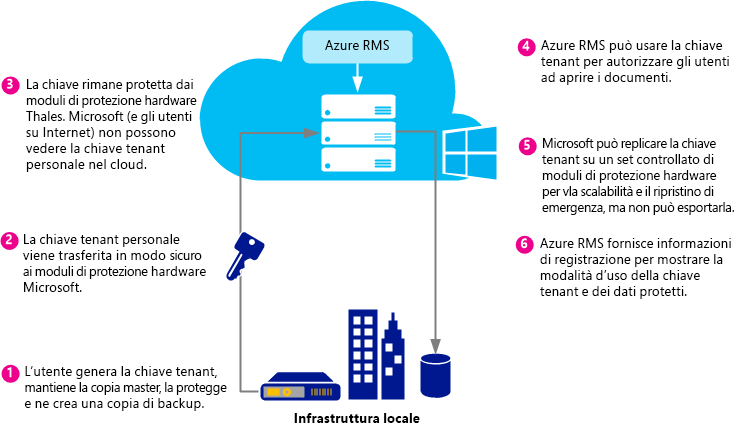 Azure RMS
3 La chiave rimane protetta dai
moduli di protezione hardware
Thales. Microsoft (e gli utenti
su Internet) non possono
vedere la chiave tenant
personale nel cloud.
2 La chiave tenant personale
viene trasferita in modo sicuro
ai moduli di protezione hardware
Microsoft.
1 L'utente genera la chiave tenant,
mantiene la copia master, la protegge
e ne crea una copia di backup.
4 Azure RMS può usare la chiave
tenant per autorizzare gli utenti
ad aprire i documenti.
5 Microsoft può replicare la chiave
tenant su un set controllato di
moduli di protezione hardware
per vla scalabilità e il ripristino di
emergenza, ma non può esportarla.
6 Azure RMS fornisce informazioni
di registrazione per mostrare la
modalità d'uso della chiave
tenant e dei dati protetti.
Infrastruttura locale